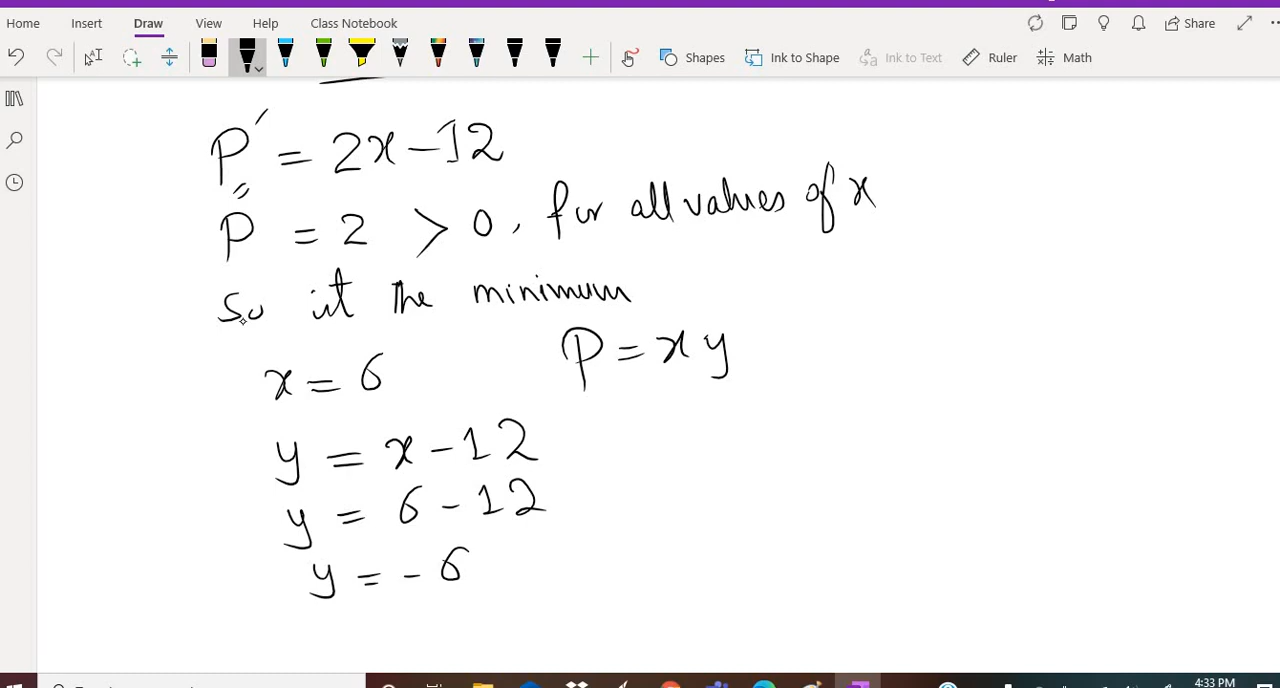 Home Insert Draw View Help Class Notebook Share
Shapes Ink to Shape Ink to Text Ruler Math
P′ = 2x-12
P″ = 2 > 0, for all values of x
So it the minimum
P = xy
x = 6
y = x-12
y = 6-12
y = -6
4:33 PM